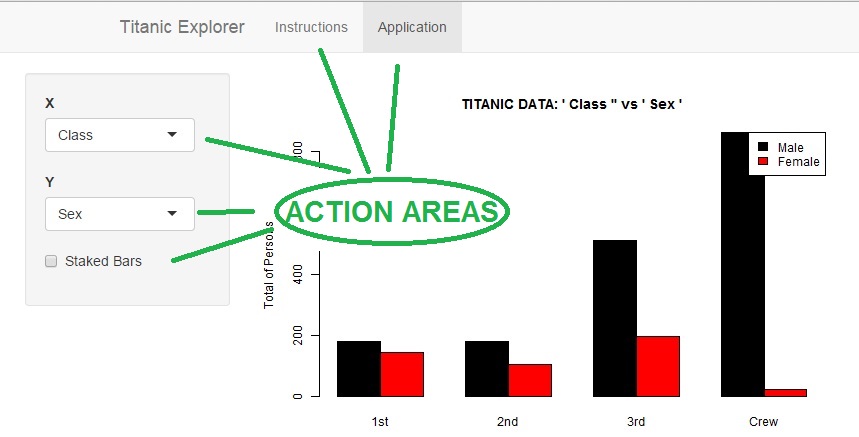 Titanic Explorer Instructions Application
X
Class
Y
Sex
Staked Bars
ACTION AREAS
TITANIC DATA: ' Class '' vs ' Sex '
Male
Female
Total of Persons
400
200
0
1st 2nd 3rd Crew